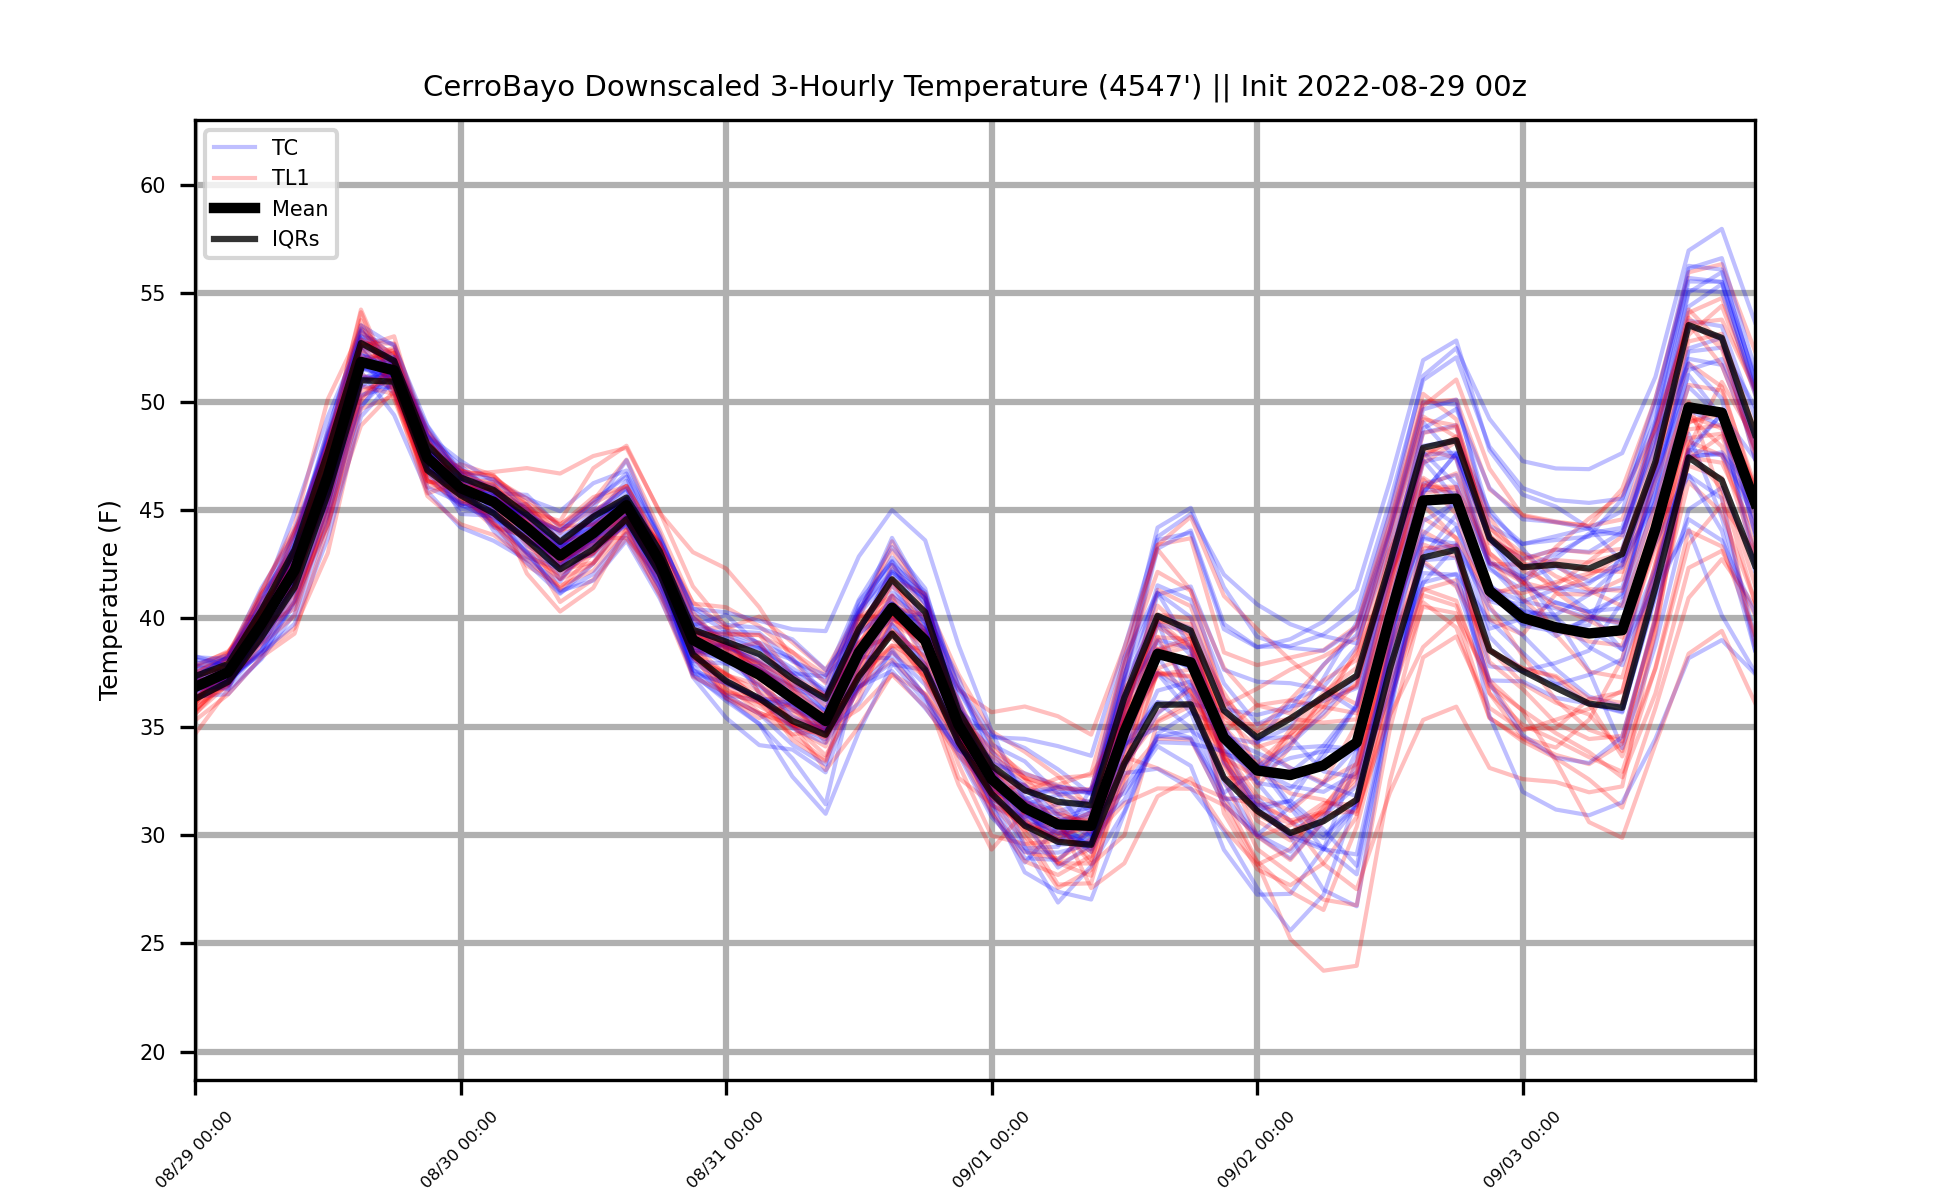 CerroBayo Downscaled 3-Hourly Temperature (4547') || Init 2022-08-29 00z
TC
TL1
Mean
IQRs
Temperature (F)
60
55
50
45
40
35
30
25
20
08/29 00:00
08/30 00:00
08/31 00:00
09/01 00:00
09/02 00:00
09/03 00:00